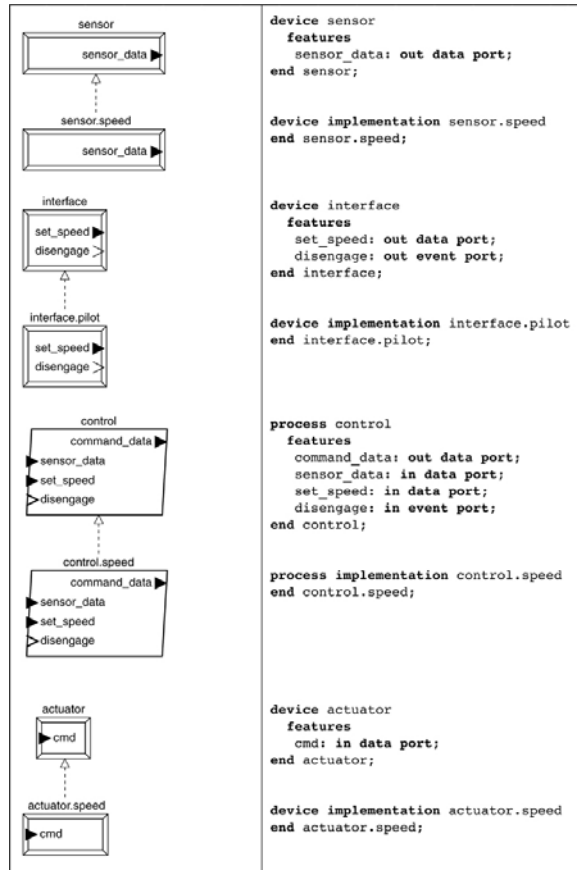 sensor
sensor_data
sensor.speed
sensor_data
interface
set_speed
disengage
interface.pilot
set_speed
disengage
control
command_data
sensor_data
set_speed
disengage
control.speed
command_data
sensor_data
set_speed
disengage
actuator
cmd
actuator.speed
cmd
device sensor
features
sensor_data: out data port;
end sensor;
device implementation sensor.speed
end sensor.speed;
device interface
features
set_speed: out data port;
disengage: out event port;
end interface;
device implementation interface.pilot
end interface.pilot;
process control
features
command_data: out data port;
sensor_data: in data port;
set_speed: in data port;
disengage: in event port;
end control;
process implementation control.speed
end control.speed;
device actuator
features
cmd: in data port;
end actuator;
device implementation actuator.speed
end actuator.speed;